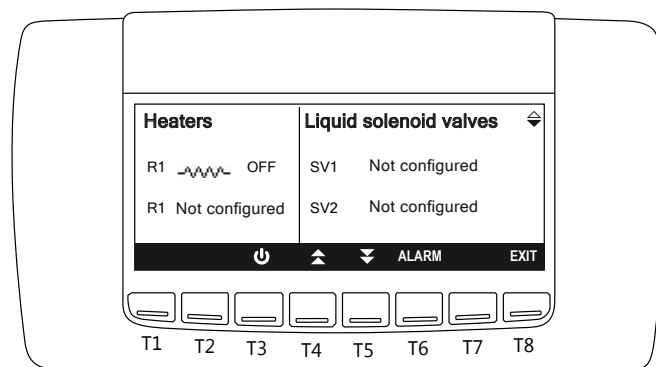 Heaters
R1 OFF
R1 Not configured
Liquid solenoid valves
SV1 Not configured
SV2 Not configured
ALARM EXIT
T1 T2 T3 T4 T5 T6 T7 T8